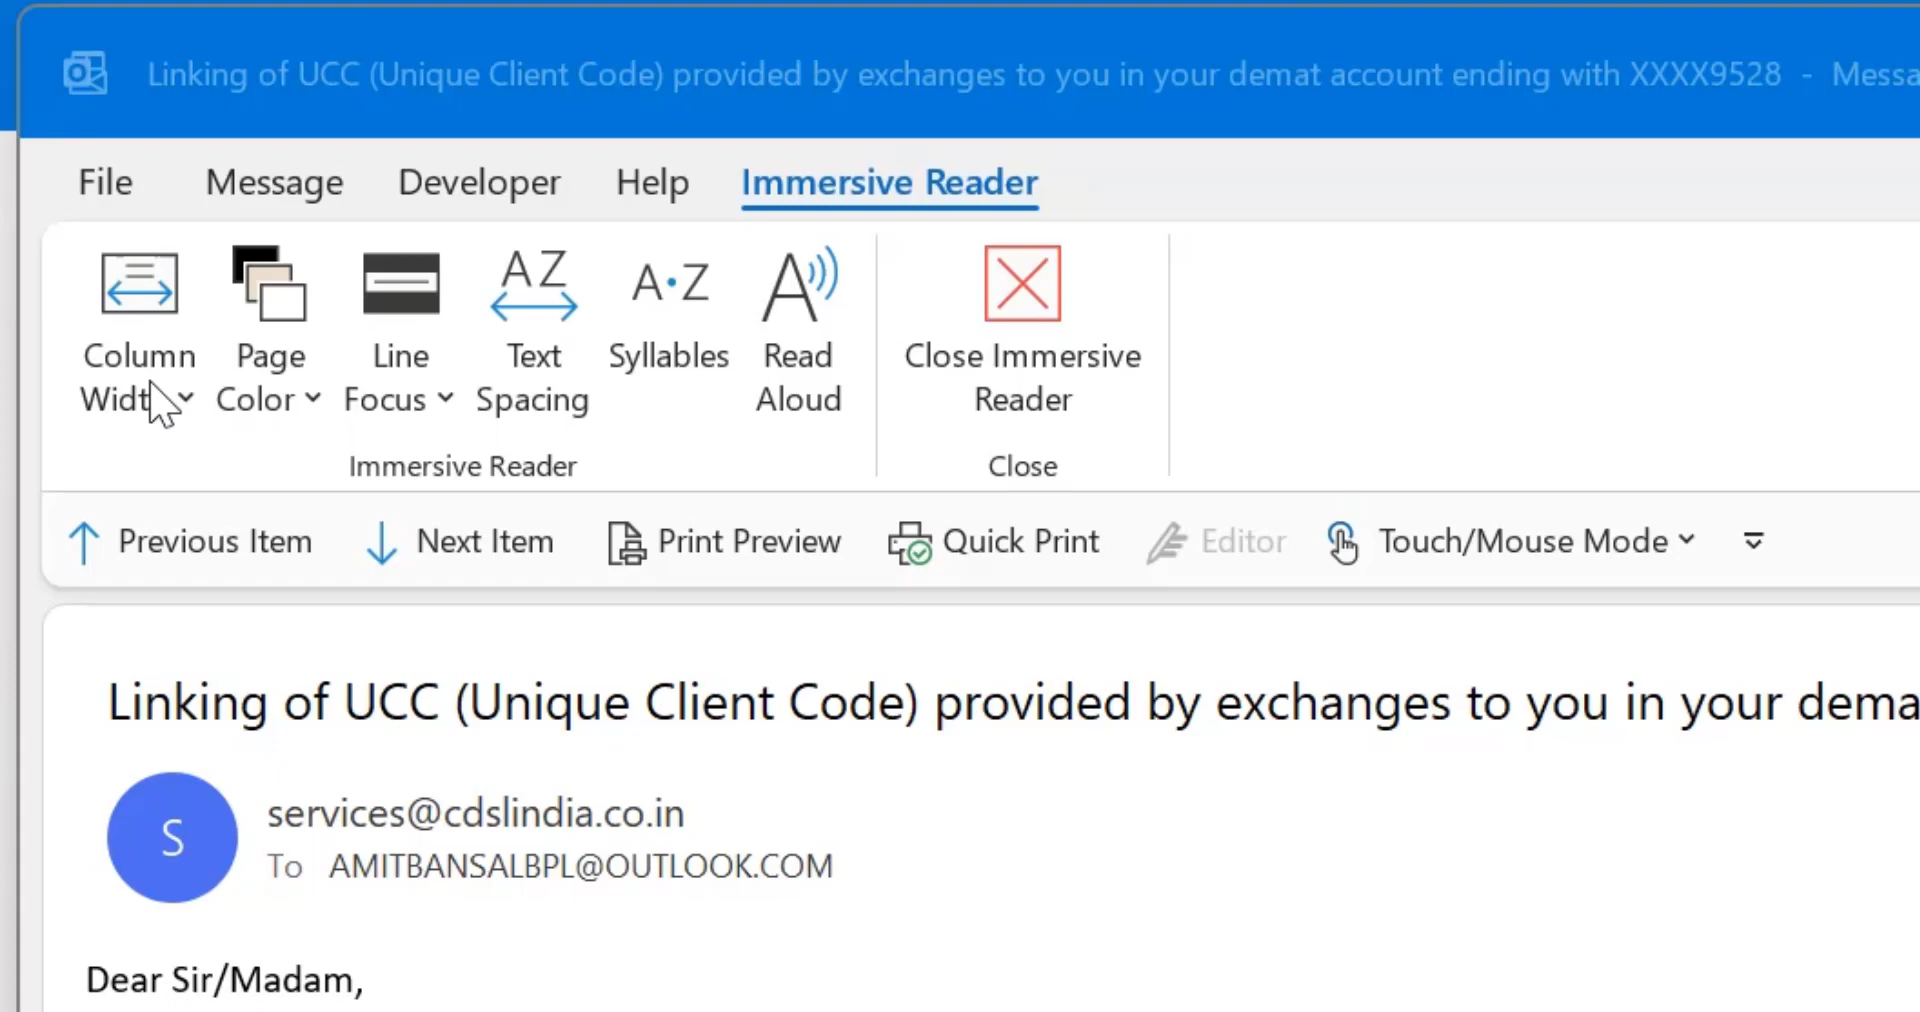 Linking of UCC (Unique Client Code) provided by exchanges to you in your demat account ending with XXXX9528 -
File Message Developer Help Immersive Reader
Column Width Page Color Line Focus Text Spacing Syllables Read Aloud Close Immersive Reader
Immersive Reader Close
Previous Item Next Item Print Preview Quick Print Editor Touch/Mouse Mode
Linking of UCC (Unique Client Code) provided by exchanges to you in your dema
S
services@cdslindia.co.in
To AMITBANSALBPL@OUTLOOK.COM
Dear Sir/Madam,